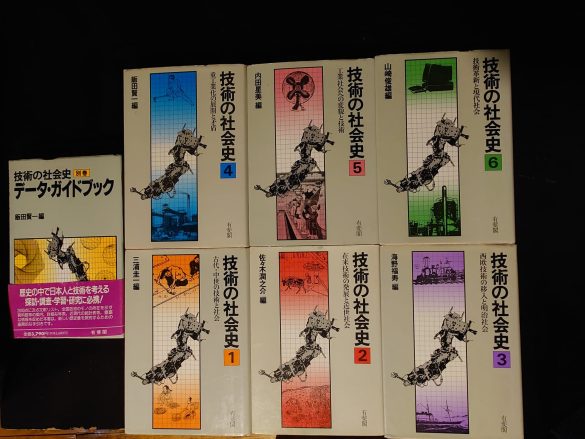 技術の社会史 別巻
データ・ガイドブック
飯田賢一編
歴史の中で日本人と技術を考える
探訪・調査・学習・研究に必携!
有斐閣
技術の社会史
4
重工業化の展開と矛盾
飯田賢一編
有斐閣
技術の社会史
5
工業社会への変貌と技術
内田星美編
有斐閣
技術の社会史
6
技術革新と現代社会
山崎俊雄編
有斐閣
技術の社会史
1
古代・中世の技術と社会
三浦圭一編
有斐閣
技術の社会史
2
在来技術の発展と近世社会
佐々木潤之介編
有斐閣
技術の社会史
3
西欧技術の移入と明治社会
海野福寿編
有斐閣